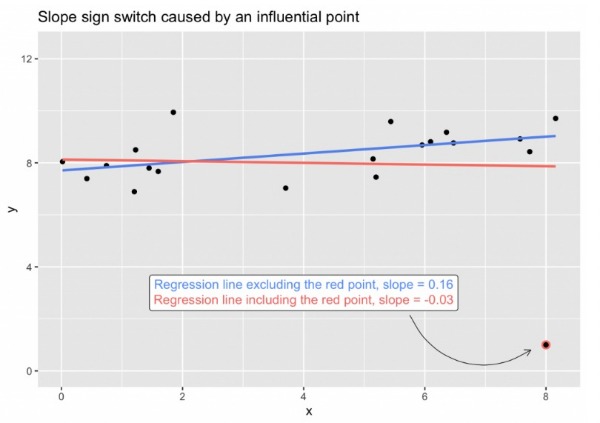 Slope sign switch caused by an influential point
12
8
4
0
y
Regression line excluding the red point, slope = 0.16
Regression line including the red point, slope = -0.03
0 2 4 6 8
x